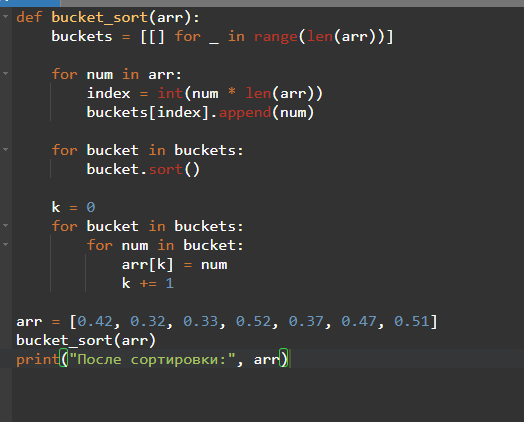 def bucket_sort(arr):
    buckets = [[] for _ in range(len(arr))]
    for num in arr:
        index = int(num * len(arr))
        buckets[index].append(num)
    for bucket in buckets:
        bucket.sort()
    k = 0
    for bucket in buckets:
        for num in bucket:
            arr[k] = num
            k += 1
arr = [0.42, 0.32, 0.33, 0.52, 0.37, 0.47, 0.51]
bucket_sort(arr)
print("После сортировки:", arr)